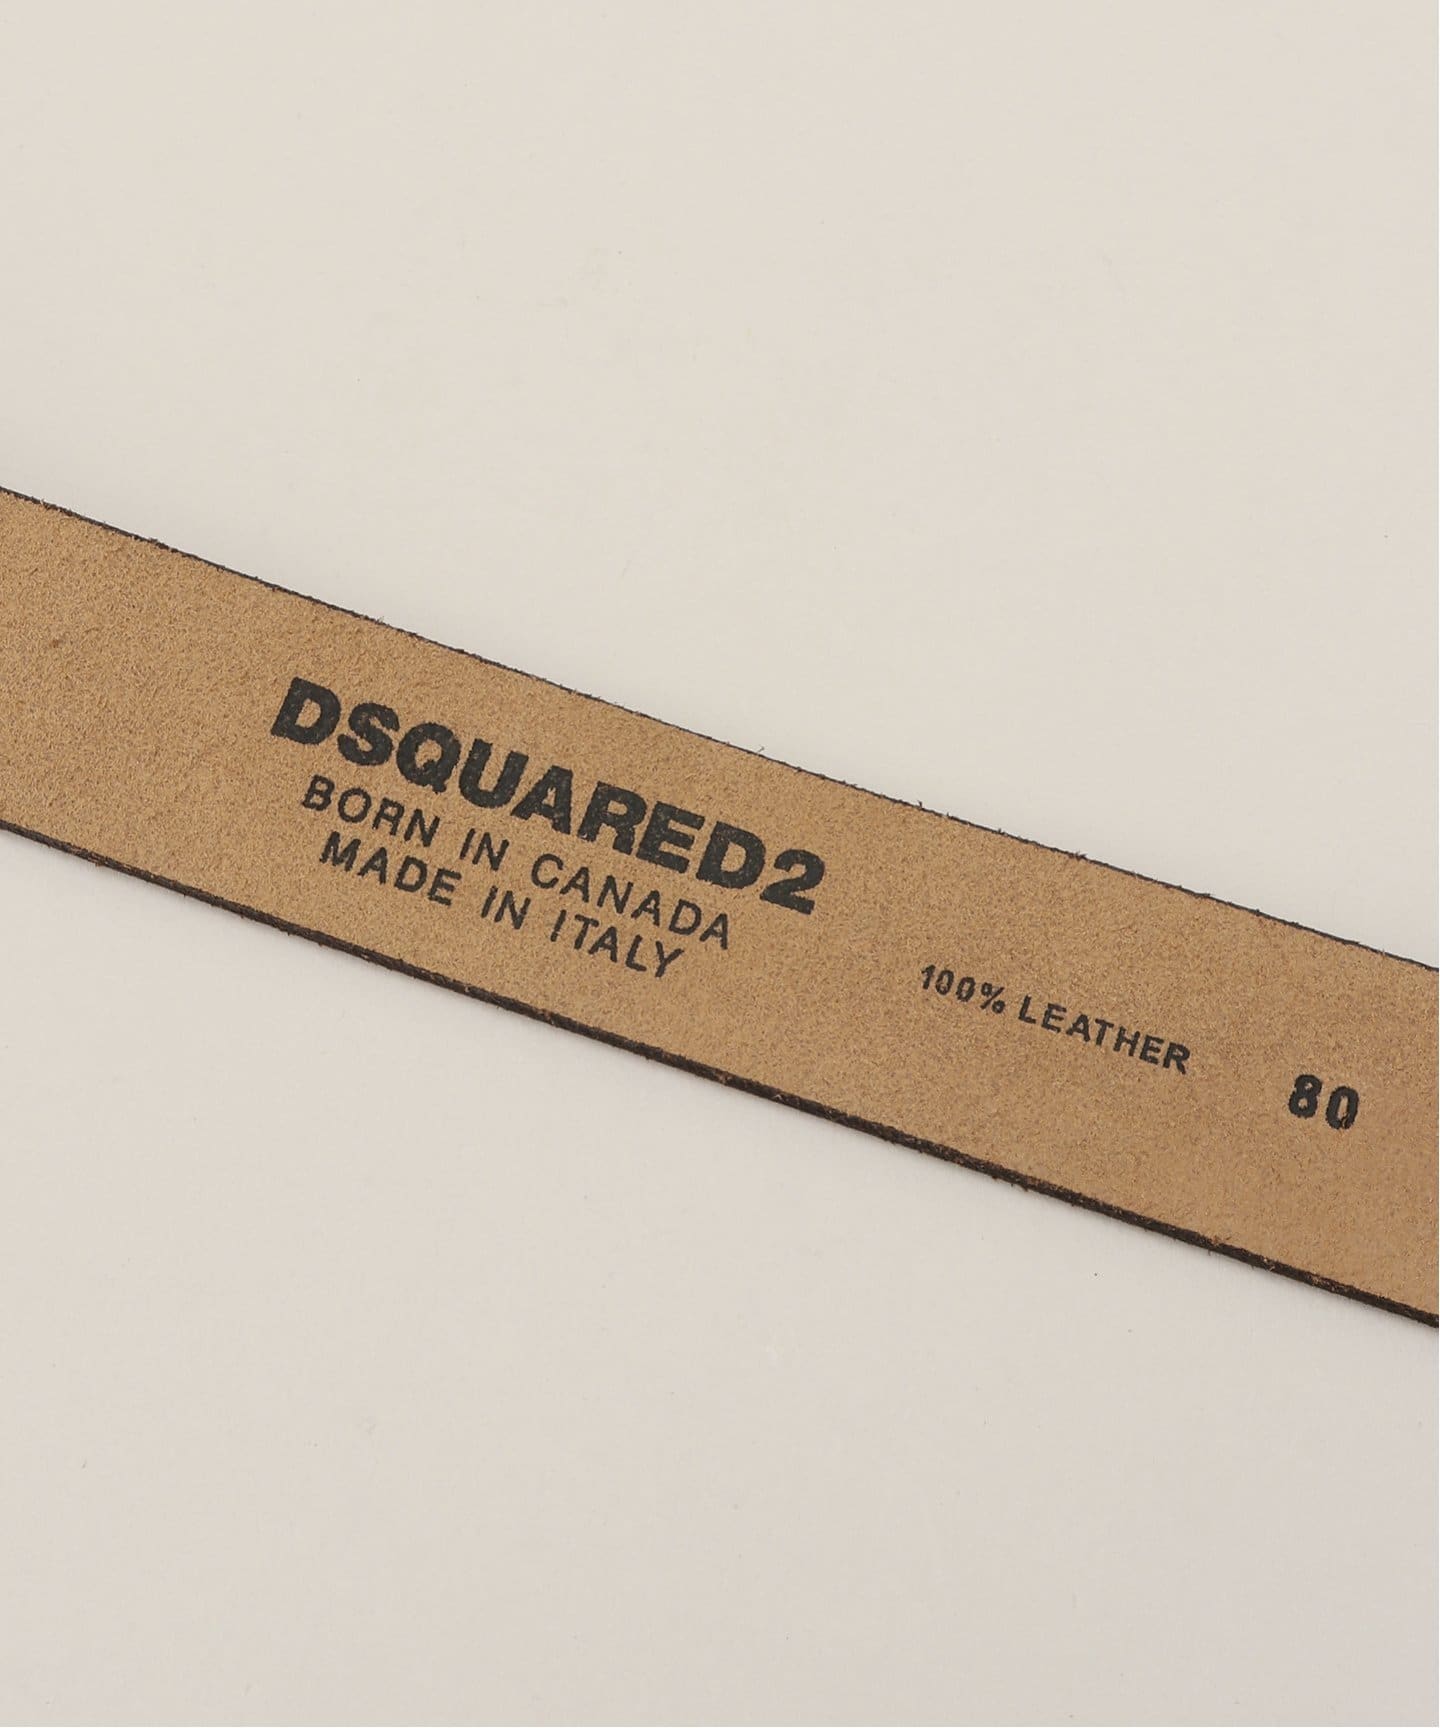 DSQUARED2
BORN IN CANADA
MADE IN ITALY
100% LEATHER
80